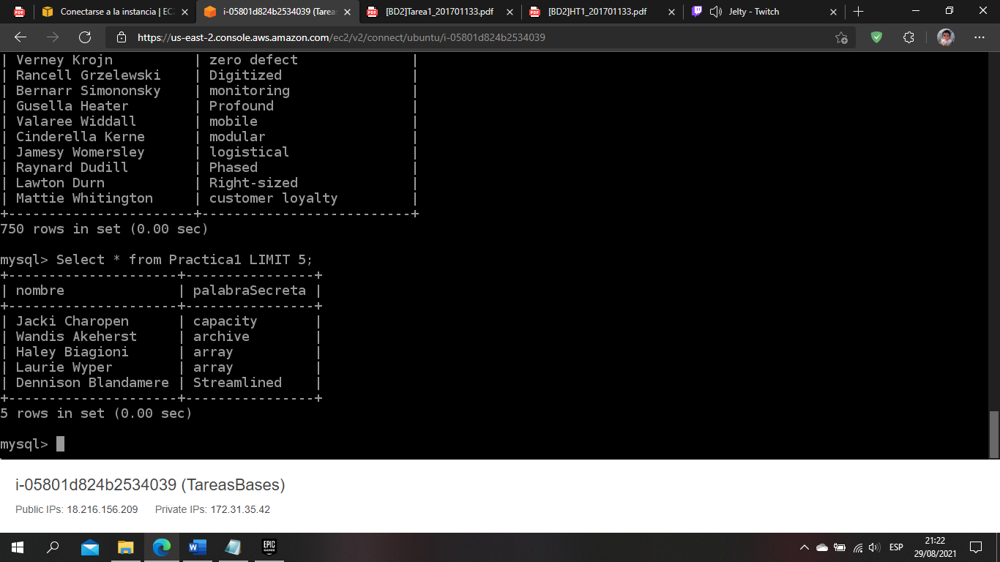 Conectarse a la instancia | EC
i-05801d824b2534039 (Tarea
[BD2]Tarea1_201701133.pdf
[BD2]HT1_201701133.pdf
Jelty - Twitch
https://us-east-2.console.aws.amazon.com/ec2/v2/connect/ubuntu/i-05801d824b2534039
| Verney Krojn | zero defect |
| Rancell Grzelewski | Digitized |
| Bernarr Simononsky | monitoring |
| Gusella Heater | Profound |
| Valaree Widdall | mobile |
| Cinderella Kerne | modular |
| Jamesy Womersley | logistical |
| Raynard Dudill | Phased |
| Lawton Durn | Right-sized |
| Mattie Whitington | customer loyalty |
+-----------------------+--------------------------+
750 rows in set (0.00 sec)
mysql> Select * from Practica1 LIMIT 5;
+---------------------+----------------+
| nombre | palabraSecreta |
+---------------------+----------------+
| Jacki Charopen | capacity |
| Wandis Akeherst | archive |
| Haley Biagioni | array |
| Laurie Wyper | array |
| Dennison Blandamere | Streamlined |
+---------------------+----------------+
5 rows in set (0.00 sec)
mysql>
i-05801d824b2534039 (TareasBases)
Public IPs: 18.216.156.209 Private IPs: 172.31.35.42
EPIC GAMES
ESP
21:22
29/08/2021